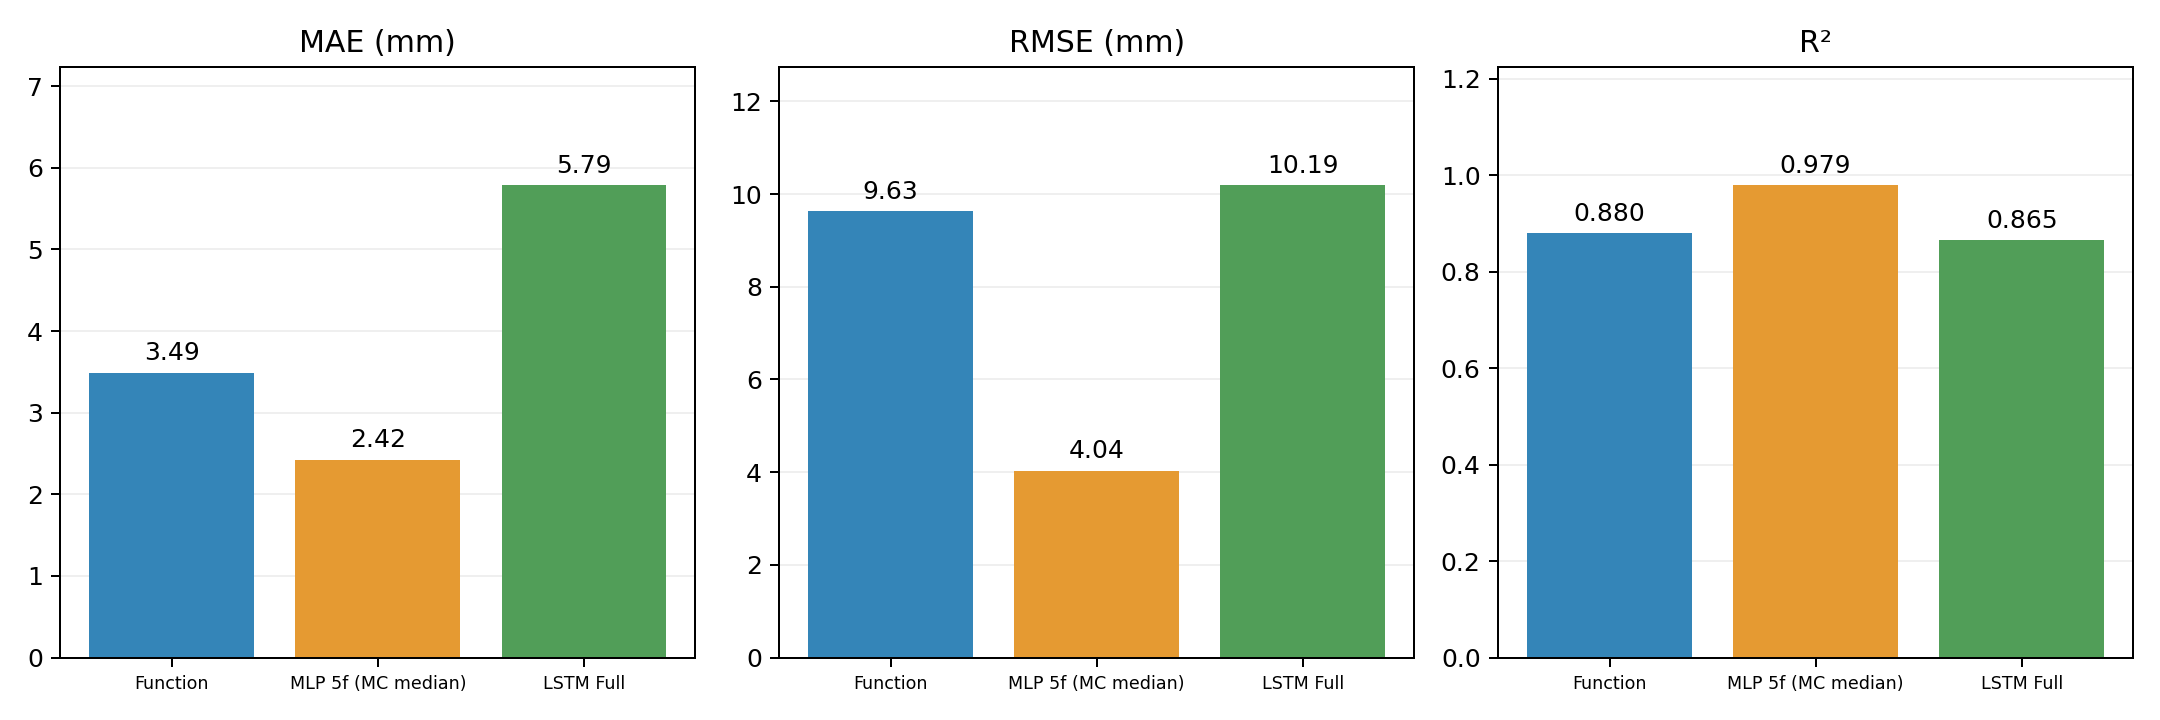 MAE (mm)
7
6
5
4
3
2
1
0
3.49
2.42
5.79
Function
MLP 5f (MC median)
LSTM Full
RMSE (mm)
12
10
8
6
4
2
0
9.63
4.04
10.19
Function
MLP 5f (MC median)
LSTM Full
R²
1.2
1.0
0.8
0.6
0.4
0.2
0.0
0.880
0.979
0.865
Function
MLP 5f (MC median)
LSTM Full